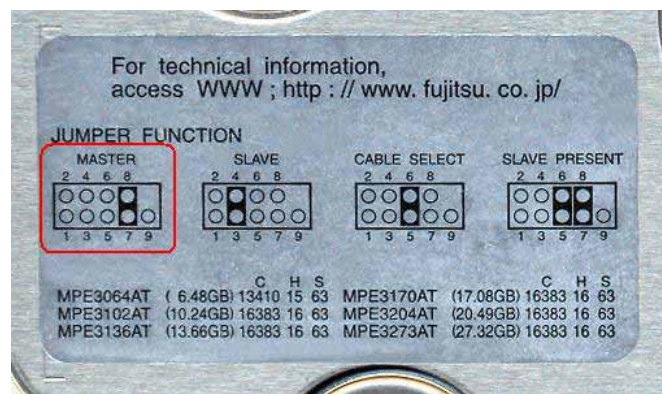 For technical information,
access WWW ; http : // www. fujitsu. co. jp/
JUMPER FUNCTION
MASTER SLAVE CABLE SELECT SLAVE PRESENT
2 4 6 8 2 4 6 8 2 4 6 8 2 4 6 8
1 3 5 7 9 1 3 5 7 9 1 3 5 7 9 1 3 5 7 9
C H S C H S
MPE3064AT ( 6.48GB) 13410 15 63 MPE3170AT (17.08GB) 16383 16 63
MPE3102AT (10.24GB) 16383 16 63 MPE3204AT (20.49GB) 16383 16 63
MPE3136AT (13.66GB) 16383 16 63 MPE3273AT (27.32GB) 16383 16 63